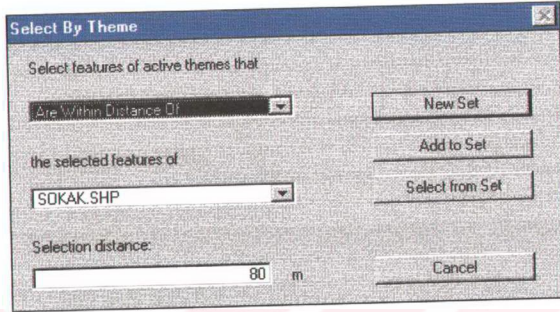 Select By Theme
Select features of active themes that
Are Within Distance Of
New Set
Add to Set
the selected features of
Select from Set
SOKAK.SHP
Selection distance:
80 m
Cancel